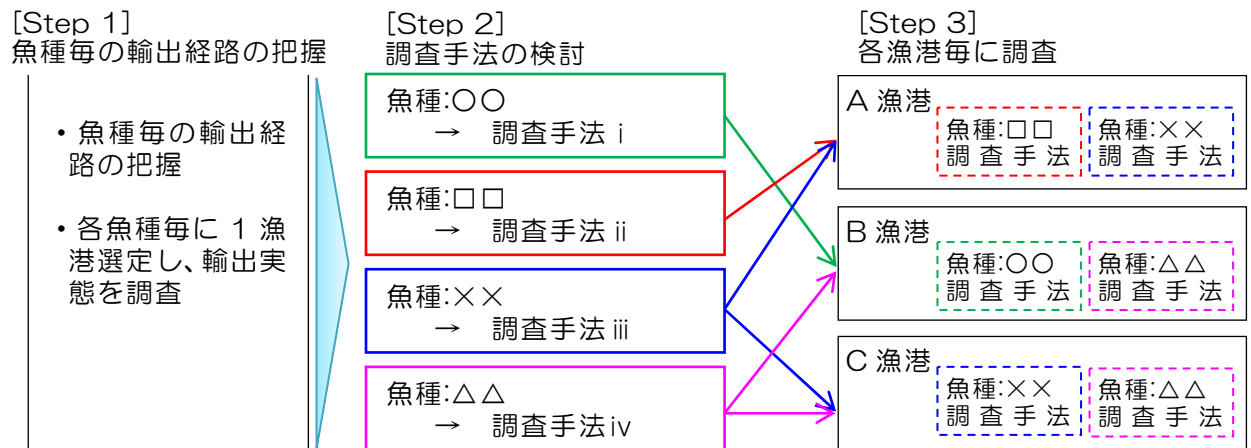 [Step 1]
魚種毎の輸出経路の把握
・魚種毎の輸出経
路の把握
・各魚種毎に 1 漁
港選定し、輸出実
態を調査
[Step 2]
調査手法の検討
魚種:〇〇
→ 調査手法 i
魚種:□□
→ 調査手法 ii
魚種:××
→ 調査手法 iii
魚種:△△
→ 調査手法 iv
[Step 3]
各漁港毎に調査
A 漁港
魚種:□□
調査手法
魚種:××
調査手法
B 漁港
魚種:〇〇
調査手法
魚種:△△
調査手法
C 漁港
魚種:××
調査手法
魚種:△△
調査手法